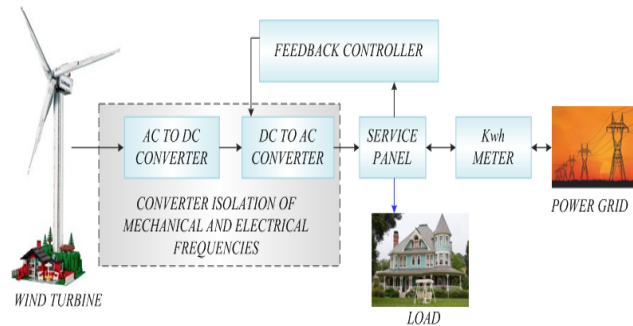 FEEDBACK CONTROLLER
AC TO DC
CONVERTER
DC TO AC
CONVERTER
SERVICE
PANEL
Kwh
METER
POWER GRID
CONVERTER ISOLATION OF
MECHANICAL AND ELECTRICAL
FREQUENCIES
WIND TURBINE
LOAD